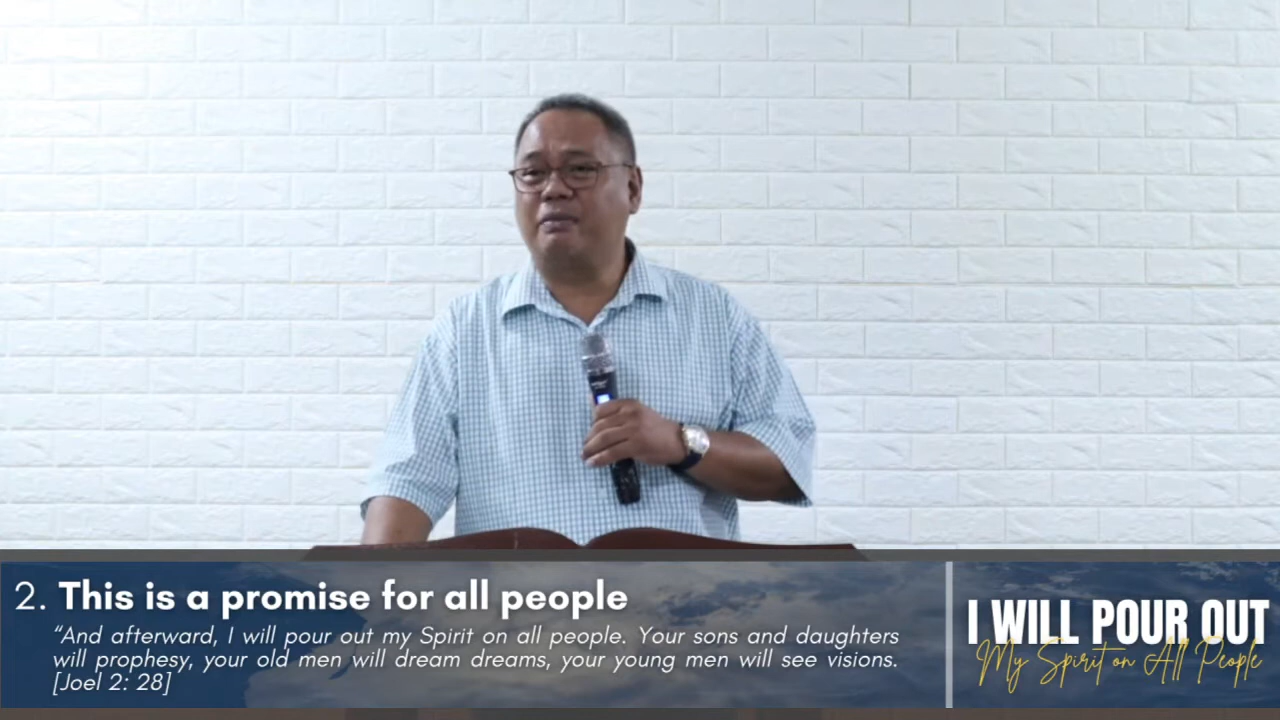 2. This is a promise for all people
“And afterward, I will pour out my Spirit on all people. Your sons and daughters
will prophesy, your old men will dream dreams, your young men will see visions.
[Joel 2: 28]
I WILL POUR OUT
My Spirit on All People